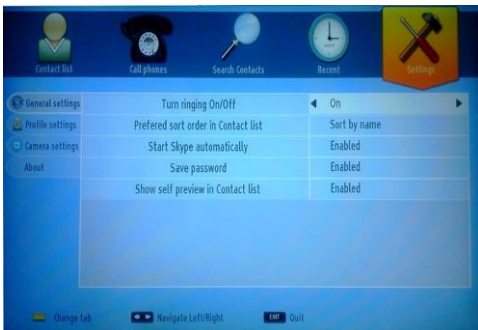 Contact list
Call phones
Search Contacts
Recent
Settings
General settings
Turn ringing On/Off
On
Profile settings
Prefered sort order in Contact list
Sort by name
Camera settings
Start Skype automatically
Enabled
About
Save password
Enabled
Show self preview in Contact list
Enabled
Change tab
Navigate Left/Right
EXIT
Quit